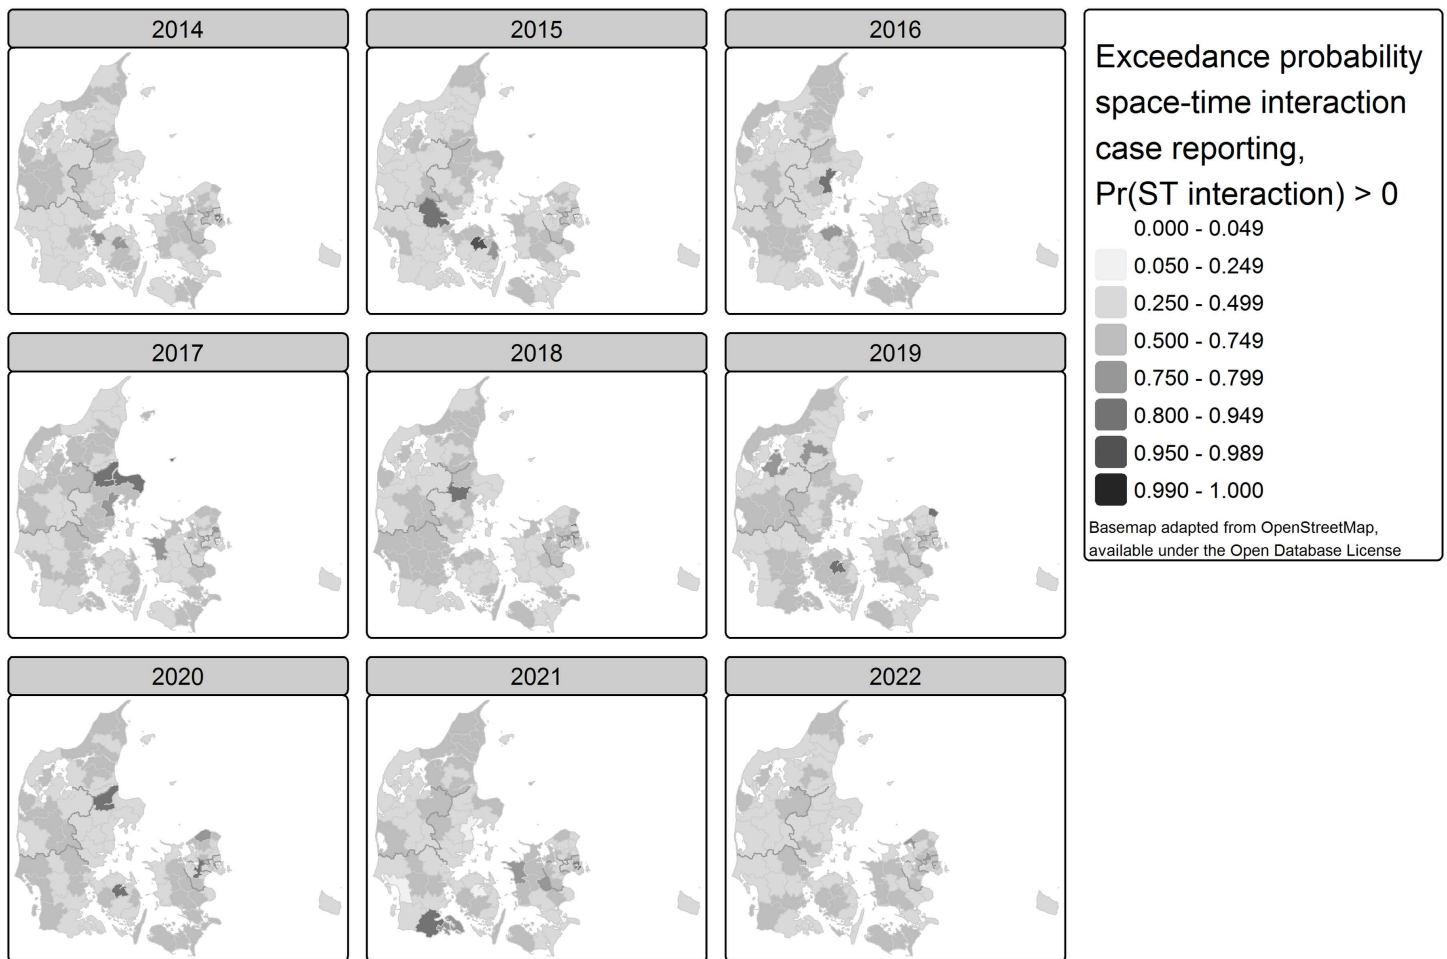 2014
2015
2016
Exceedance probability
space-time interaction
case reporting,
Pr(ST interaction) > 0
0.000 - 0.049
0.050 - 0.249
0.250 - 0.499
0.500 - 0.749
0.750 - 0.799
0.800 - 0.949
0.950 - 0.989
0.990 - 1.000
Basemap adapted from OpenStreetMap,
available under the Open Database License
2017
2018
2019
2020
2021
2022